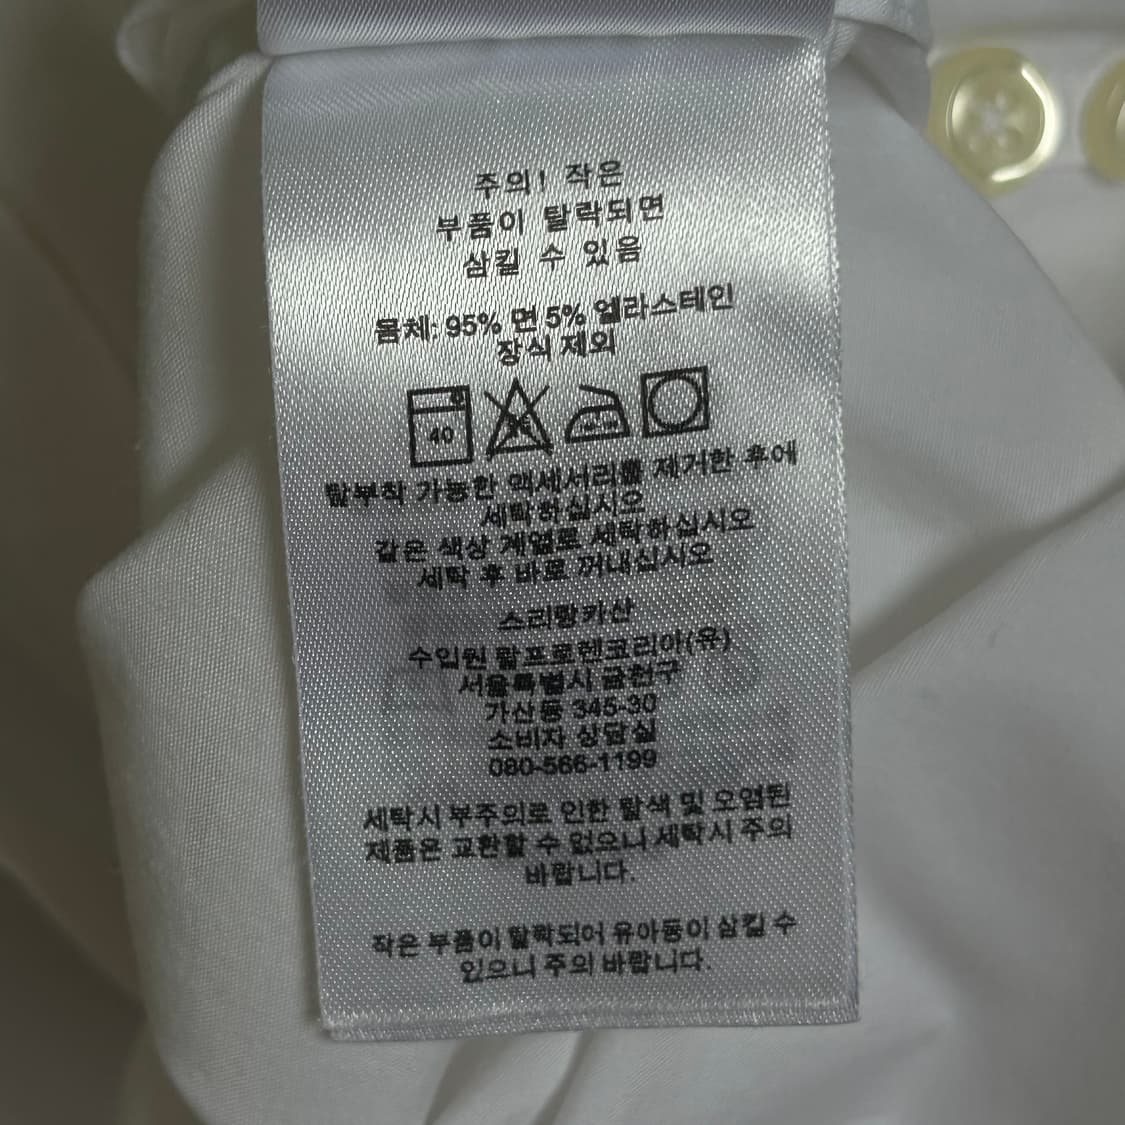 주의! 작은
부품이 탈락되면
삼킬 수 있음
몸체: 95% 면 5% 엘라스테인
장식 제외
40
탈부착 가능한 액세서리를 제거한 후에
세탁하십시오
같은 색상 계열로 세탁하십시오
세탁 후 바로 꺼내십시오
스리랑카산
수입원 랄프로렌코리아(유)
서울특별시 금천구
가산동 345-30
소비자 상담실
080-566-1199
세탁시 부주의로 인한 탈색 및 오염된
제품은 교환할 수 없으니 세탁시 주의
바랍니다.
작은 부품이 탈락되어 유아동이 삼킬 수
있으니 주의 바랍니다.